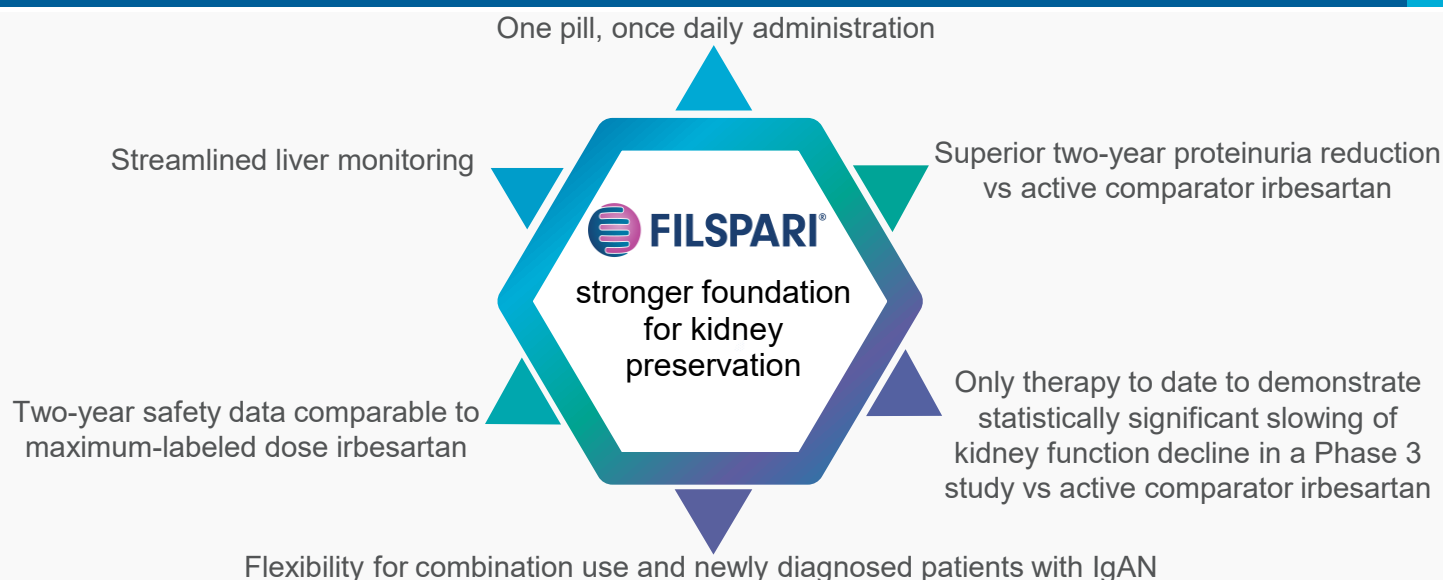 One pill, once daily administration
Streamlined liver monitoring
Superior two-year proteinuria reduction
vs active comparator irbesartan
FILSPARI®
stronger foundation
for kidney
preservation
Two-year safety data comparable to
maximum-labeled dose irbesartan
Only therapy to date to demonstrate
statistically significant slowing of
kidney function decline in a Phase 3
study vs active comparator irbesartan
Flexibility for combination use and newly diagnosed patients with IgAN